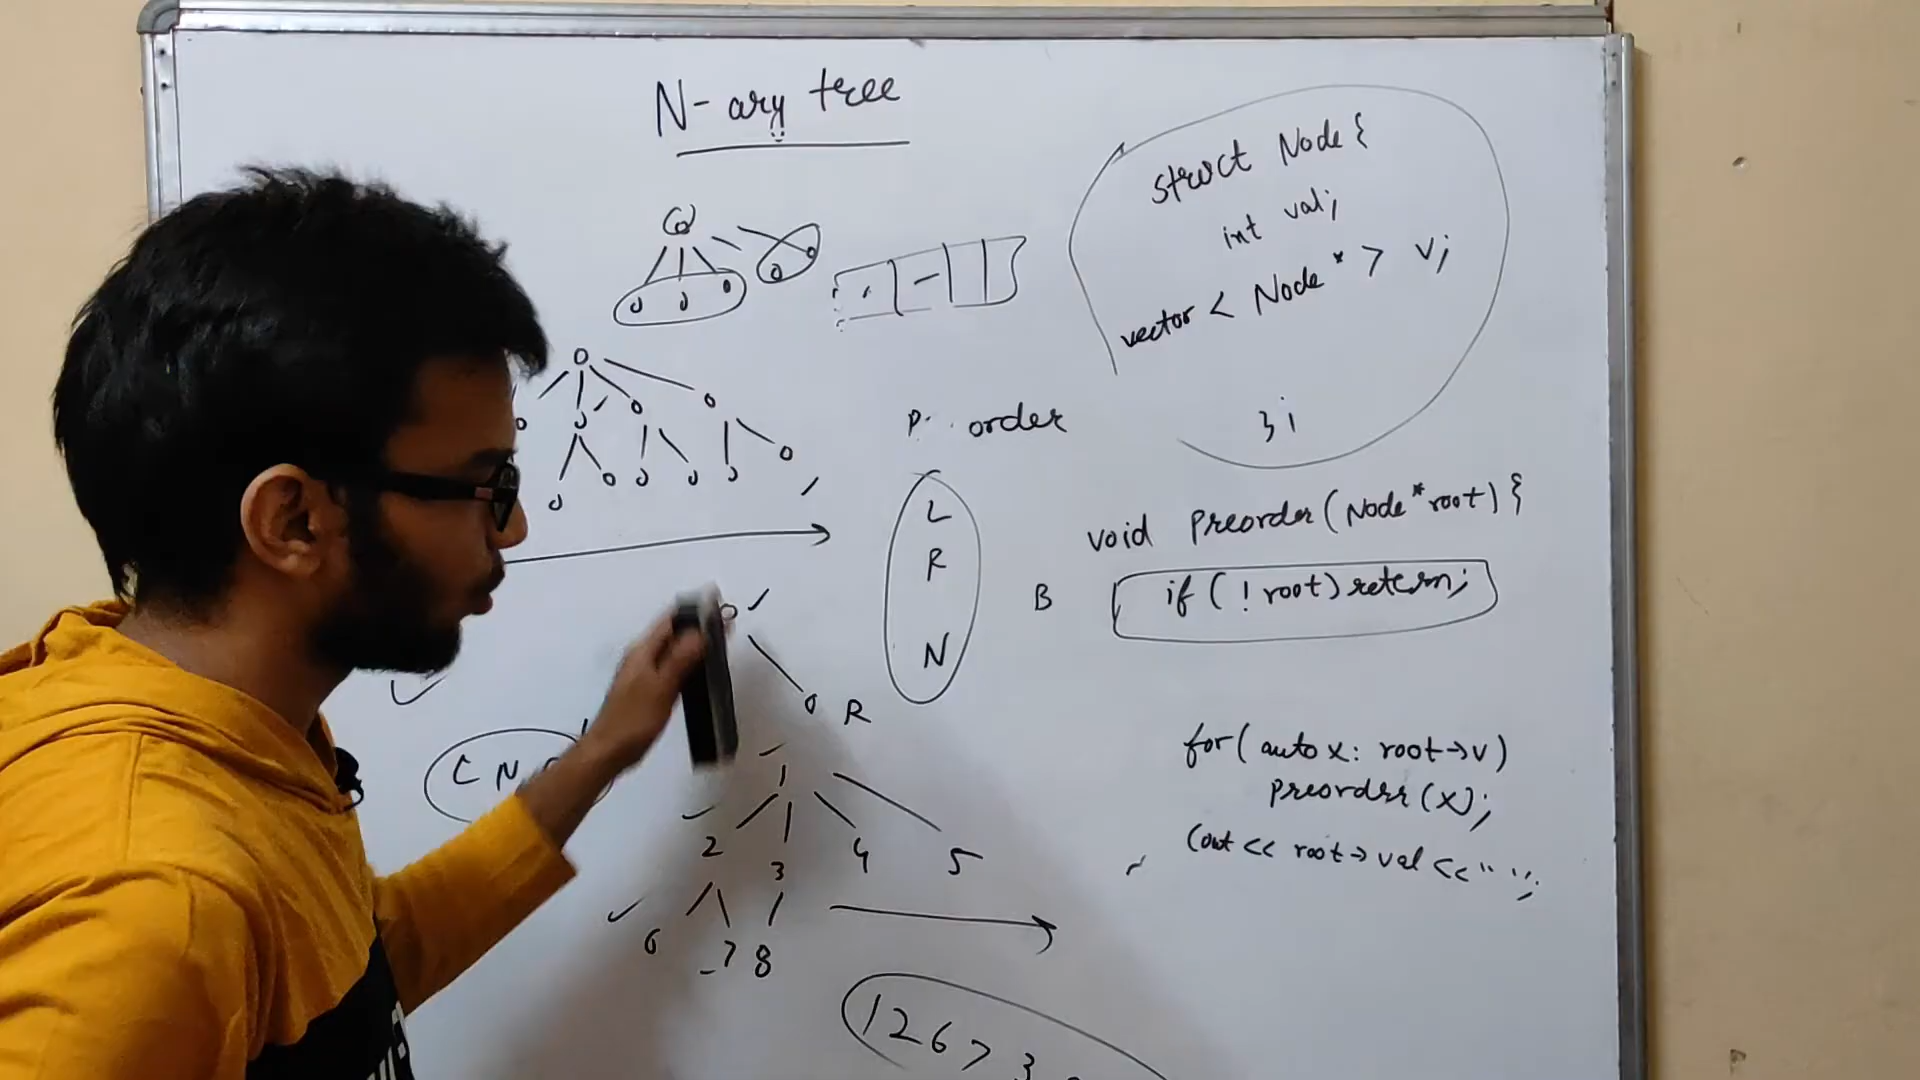 N-ary tree
struct Node {
int val;
vector < Node * > v;
};
P. order
L
R
N
void Preorder (Node * root) {
B
if ( ! root) return;
R
for ( auto x : root->v)
Preorder (x);
cout << root->val << " ";
L N
1
2 3 4 5
6 7 8
1 2 6 7 3